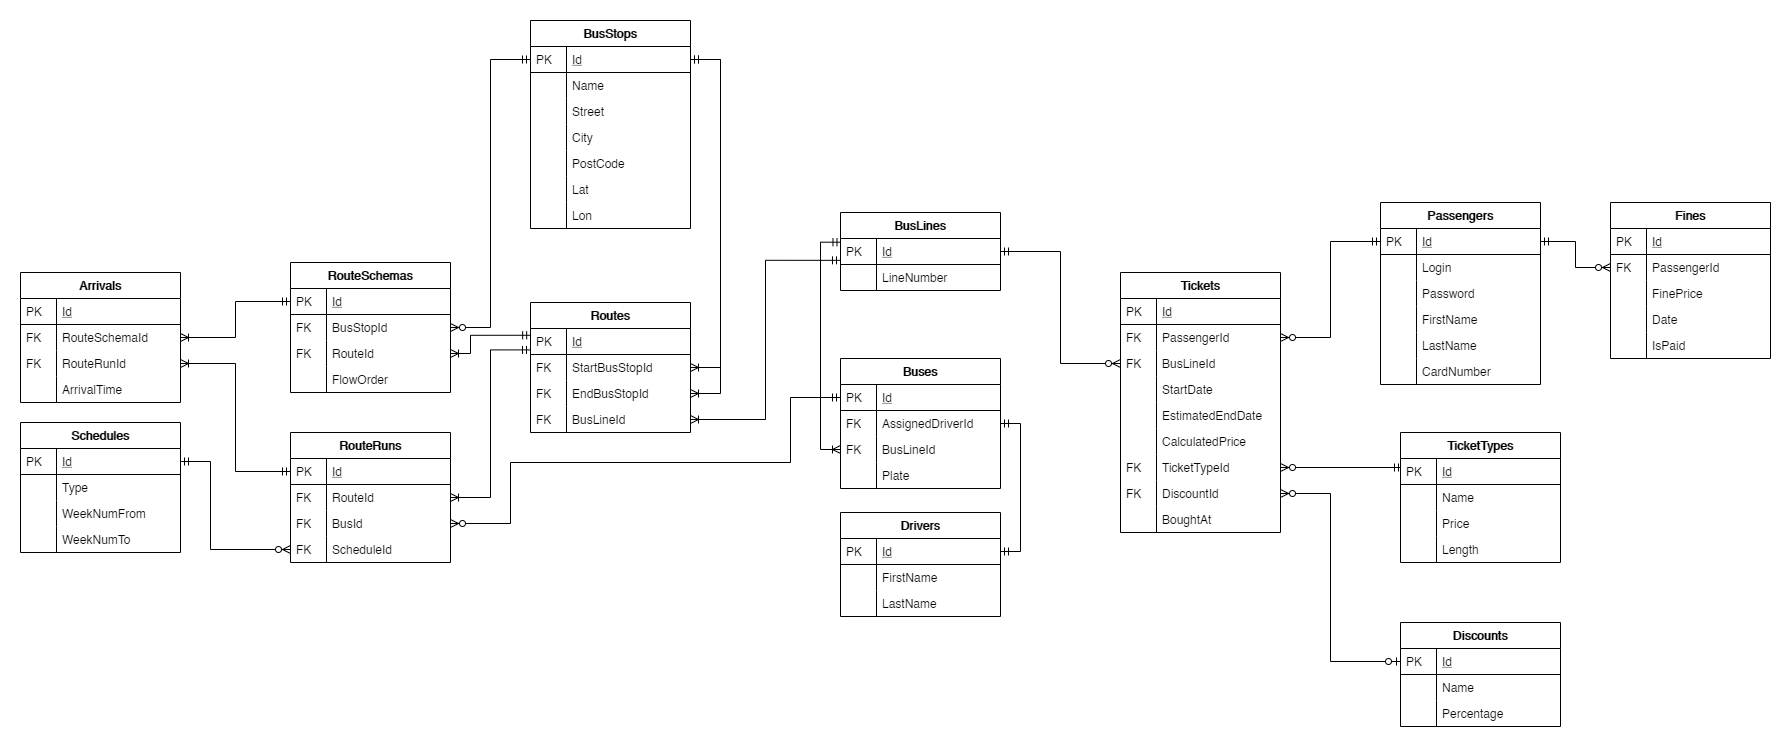 BusStops
PK Id
Name
Street
City
PostCode
Lat
Lon
Arrivals
PK Id
FK RouteSchemaId
FK RouteRunId
ArrivalTime
Schedules
PK Id
Type
WeekNumFrom
WeekNumTo
RouteSchemas
PK Id
FK BusStopId
FK RouteId
FlowOrder
RouteRuns
PK Id
FK RouteId
FK BusId
FK ScheduleId
Routes
PK Id
FK StartBusStopId
FK EndBusStopId
FK BusLineId
BusLines
PK Id
LineNumber
Buses
PK Id
FK AssignedDriverId
FK BusLineId
Plate
Drivers
PK Id
FirstName
LastName
Tickets
PK Id
FK PassengerId
FK BusLineId
StartDate
EstimatedEndDate
CalculatedPrice
FK TicketTypeId
FK DiscountId
BoughtAt
Passengers
PK Id
Login
Password
FirstName
LastName
CardNumber
Fines
PK Id
FK PassengerId
FinePrice
Date
IsPaid
TicketTypes
PK Id
Name
Price
Length
Discounts
PK Id
Name
Percentage